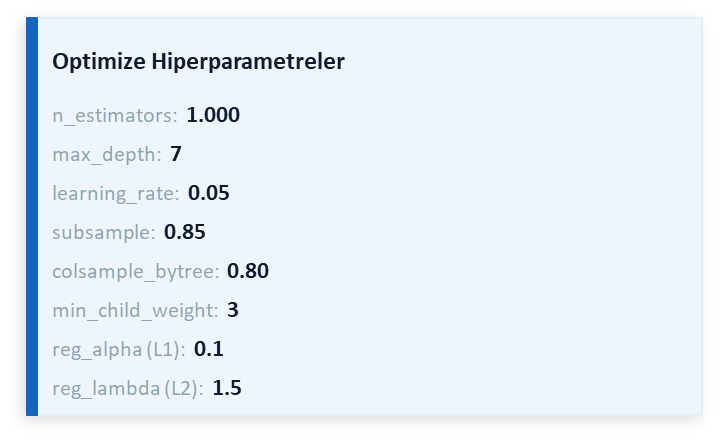 Optimize Hiperparametreler
n_estimators: 1.000
max_depth: 7
learning_rate: 0.05
subsample: 0.85
colsample_bytree: 0.80
min_child_weight: 3
reg_alpha (L1): 0.1
reg_lambda (L2): 1.5